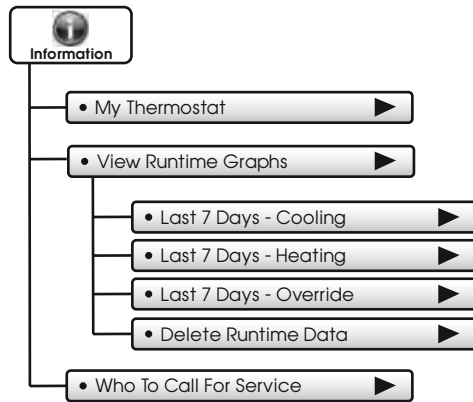 Information
• My Thermostat
• View Runtime Graphs
• Last 7 Days - Cooling
• Last 7 Days - Heating
• Last 7 Days - Override
• Delete Runtime Data
• Who To Call For Service